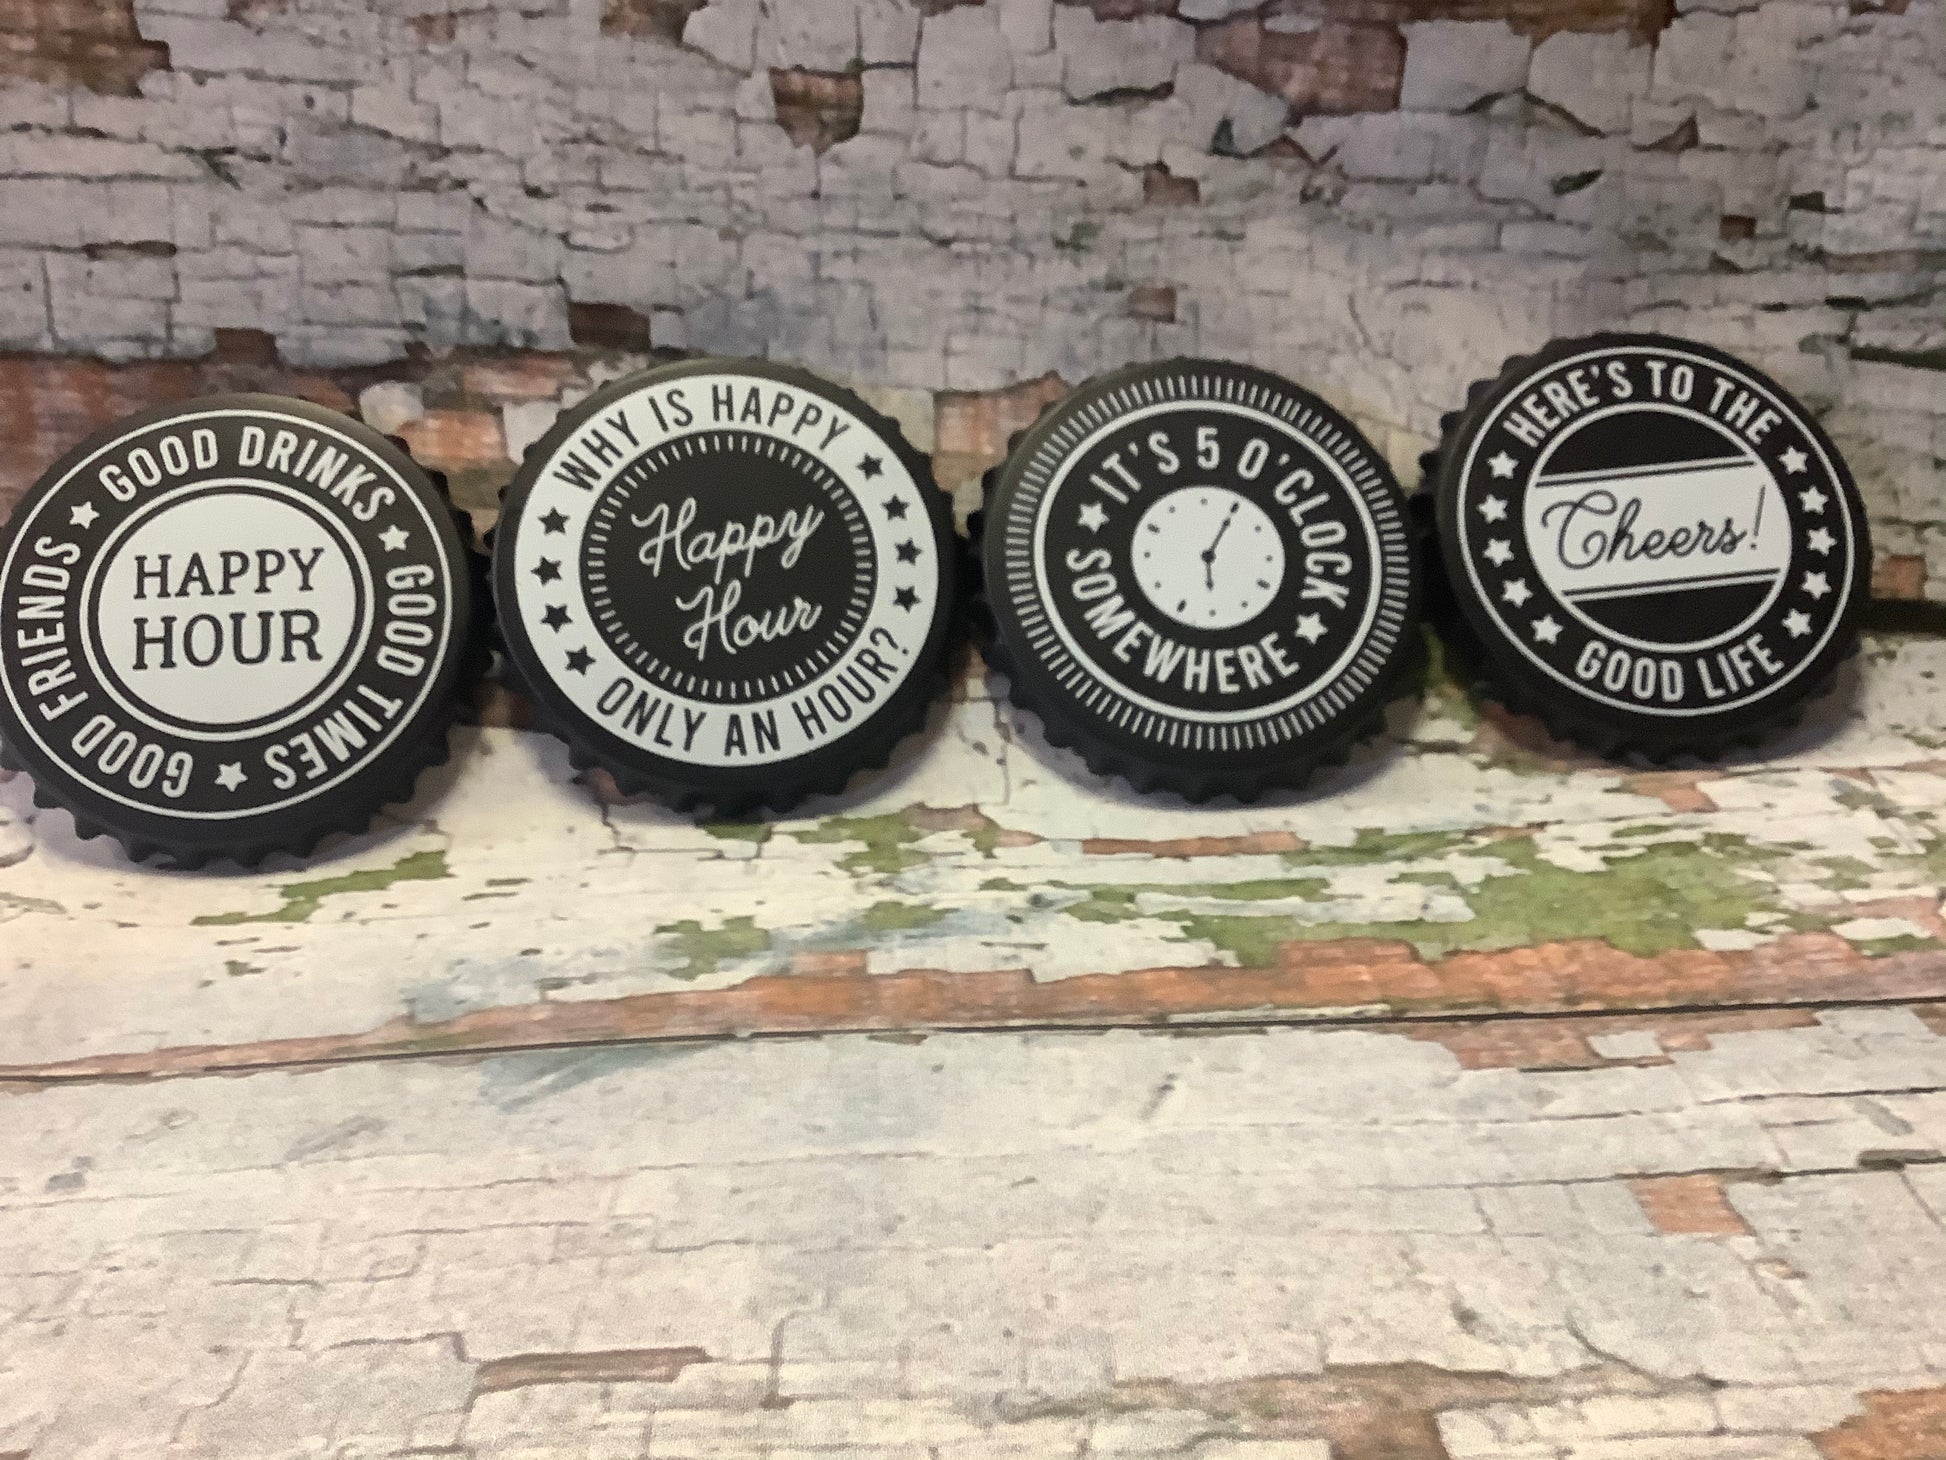 GOOD FRIENDS ★ GOOD DRINKS ★ GOOD TIMES ★
HAPPY
HOUR
WHY IS HAPPY
Happy
Hour
ONLY AN HOUR?
IT'S 5 O'CLOCK
SOMEWHERE
HERE'S TO THE
Cheers!
GOOD LIFE